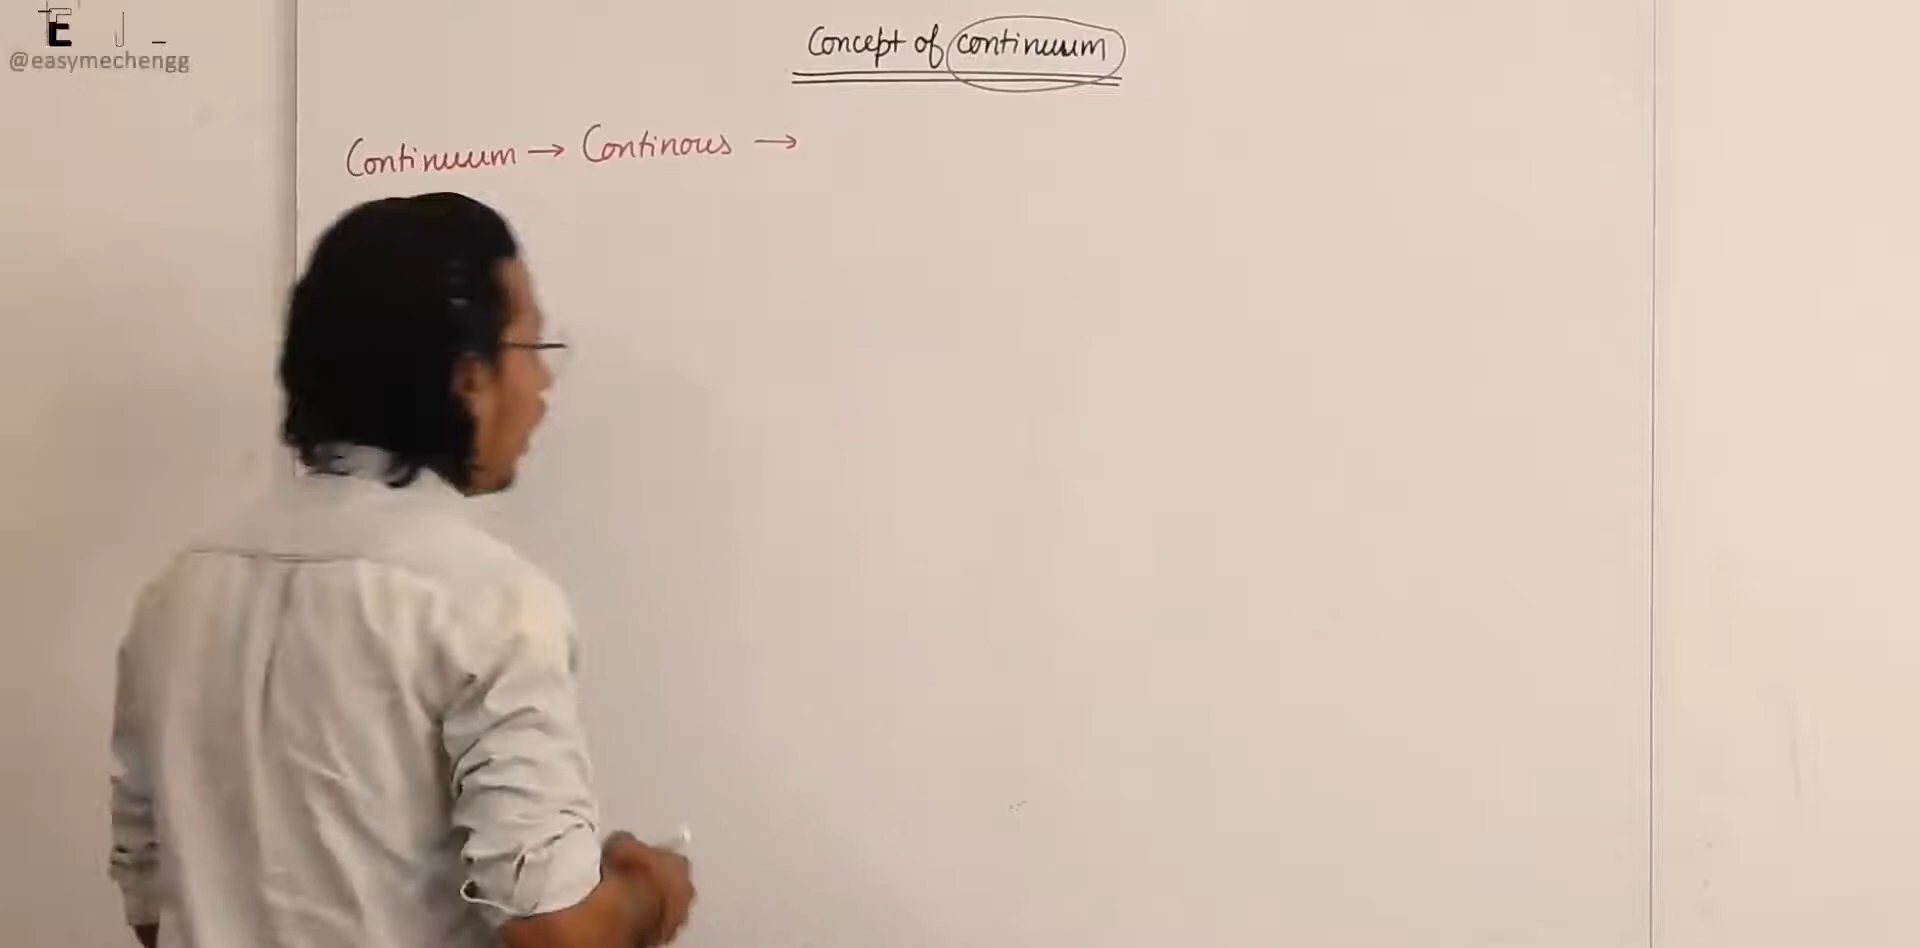 @easymechengg
Concept of continuum
Continuum → Continous →